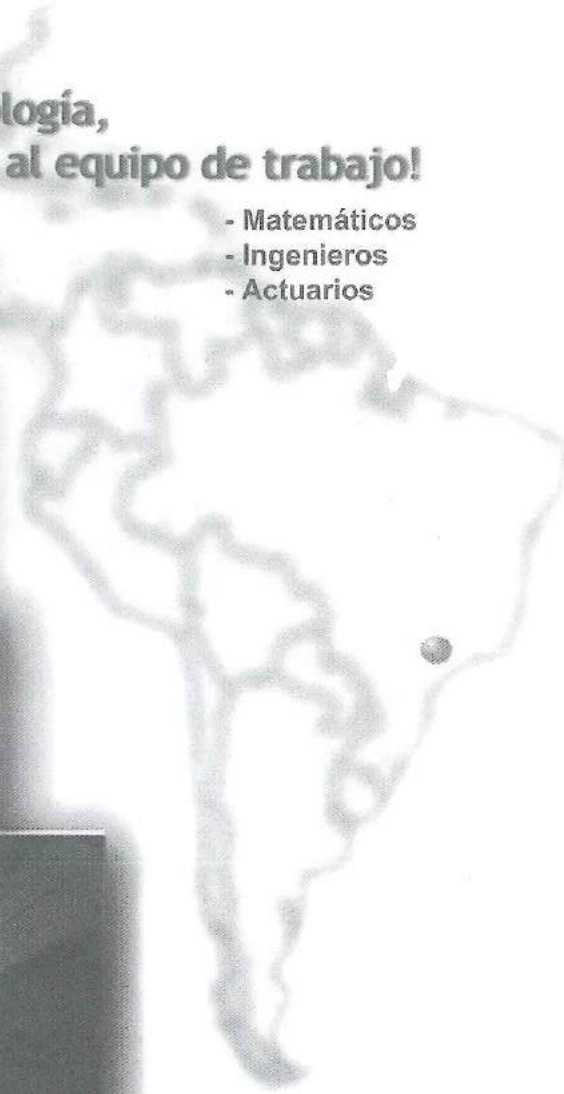 logía,
al equipo de trabajo!
- Matemáticos
- Ingenieros
- Actuarios